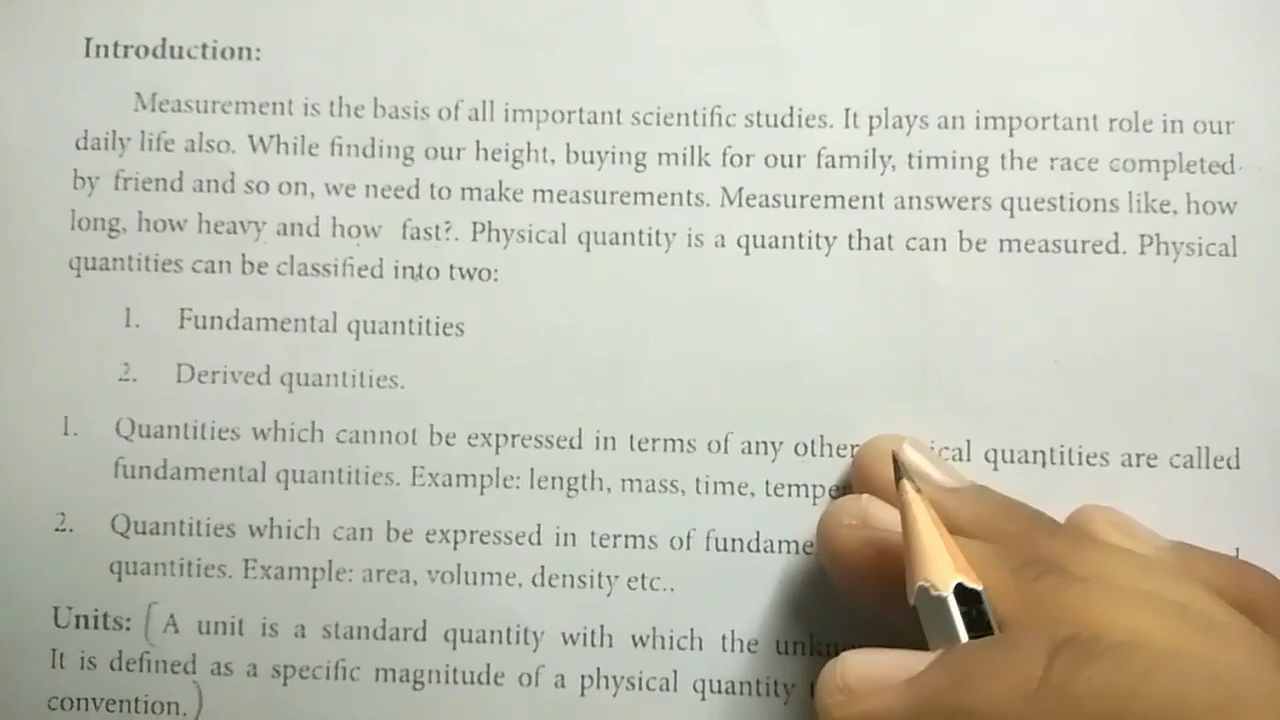 Introduction:
Measurement is the basis of all important scientific studies. It plays an important role in our
daily life also. While finding our height, buying milk for our family, timing the race completed
by friend and so on, we need to make measurements. Measurement answers questions like, how
long, how heavy and how fast?. Physical quantity is a quantity that can be measured. Physical
quantities can be classified into two:
1. Fundamental quantities
2. Derived quantities.
1. Quantities which cannot be expressed in terms of any other quantities are called
fundamental quantities. Example: length, mass, time,
2. Quantities which can be expressed in terms of
quantities. Example: area, volume, density etc..
Units: (A unit is a standard quantity with which the
It is defined as a specific magnitude of a physical quantity
convention.)